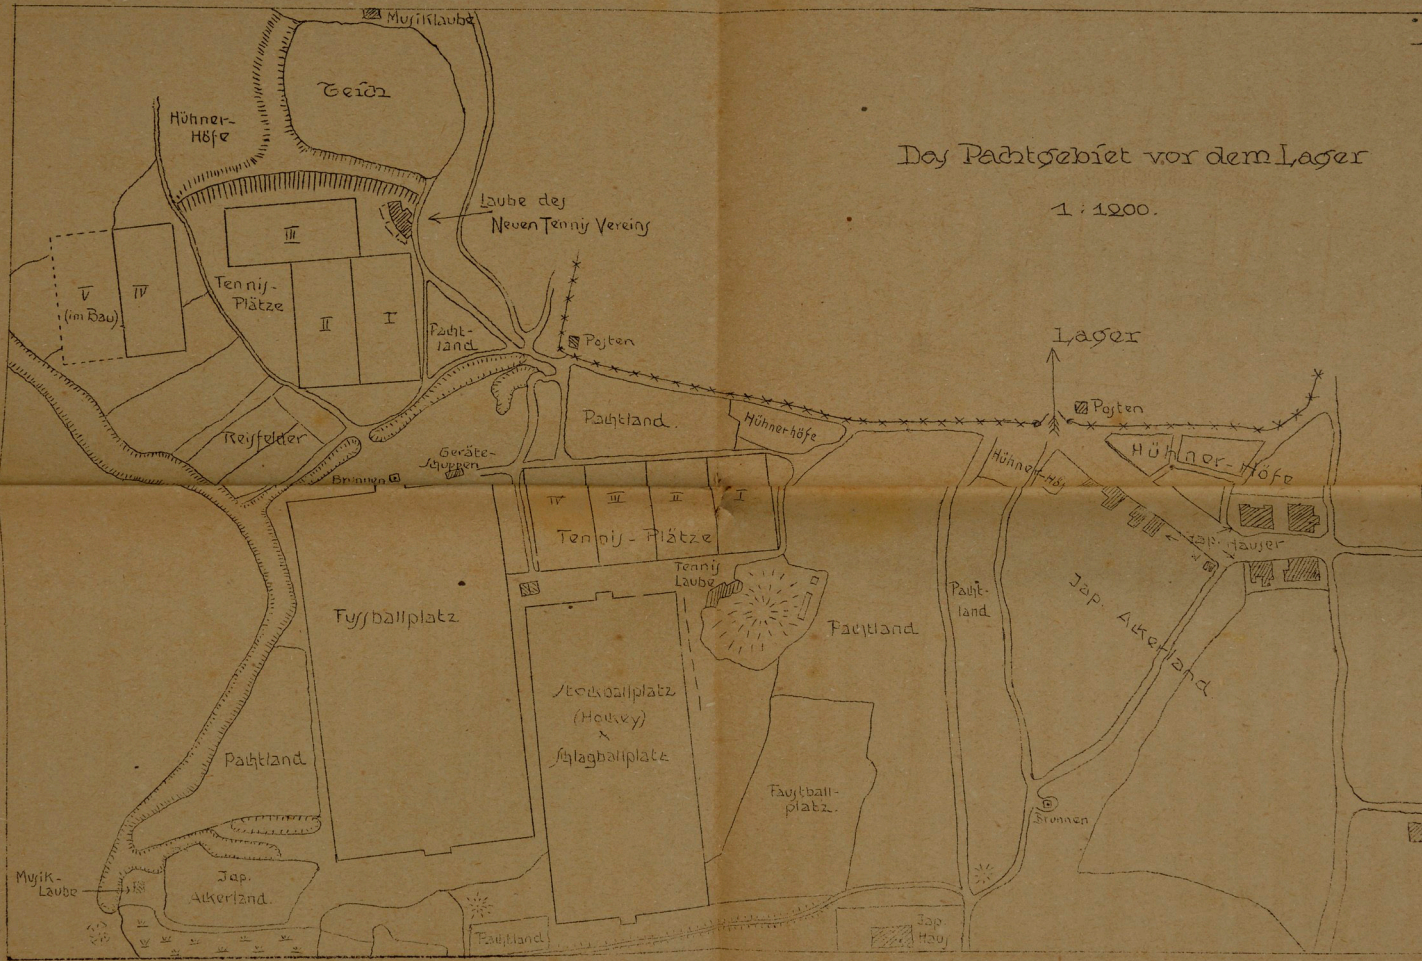 Musiklaube
Teich
Hühner-
Höfe
Das Pachtgebiet vor dem Lager
1 : 1200.
Laube des
Neuen Tennis Vereins
III
V
(im Bau)
IV
Tennis-
Plätze
II
I
Pacht-
land
Posten
Lager
Posten
Pachtland.
Hühnerhöfe
Reisfelder
Geräte-
Schuppen
Brunnen
Hühner-Höfe
Hühner-Höfe
IV
III
II
I
Tennis-Plätze
Jap. Häuser
Tennis
Laube
Fussballplatz
Pachtland
Pacht-
land
Jap. Ackerland
Stockballplatz
(Hockey)
&
Schlagballplatz
Pachtland
Faustball-
platz.
Brunnen
Musik-
Laube
Jap.
Ackerland.
Pachtland
Jap
Haus